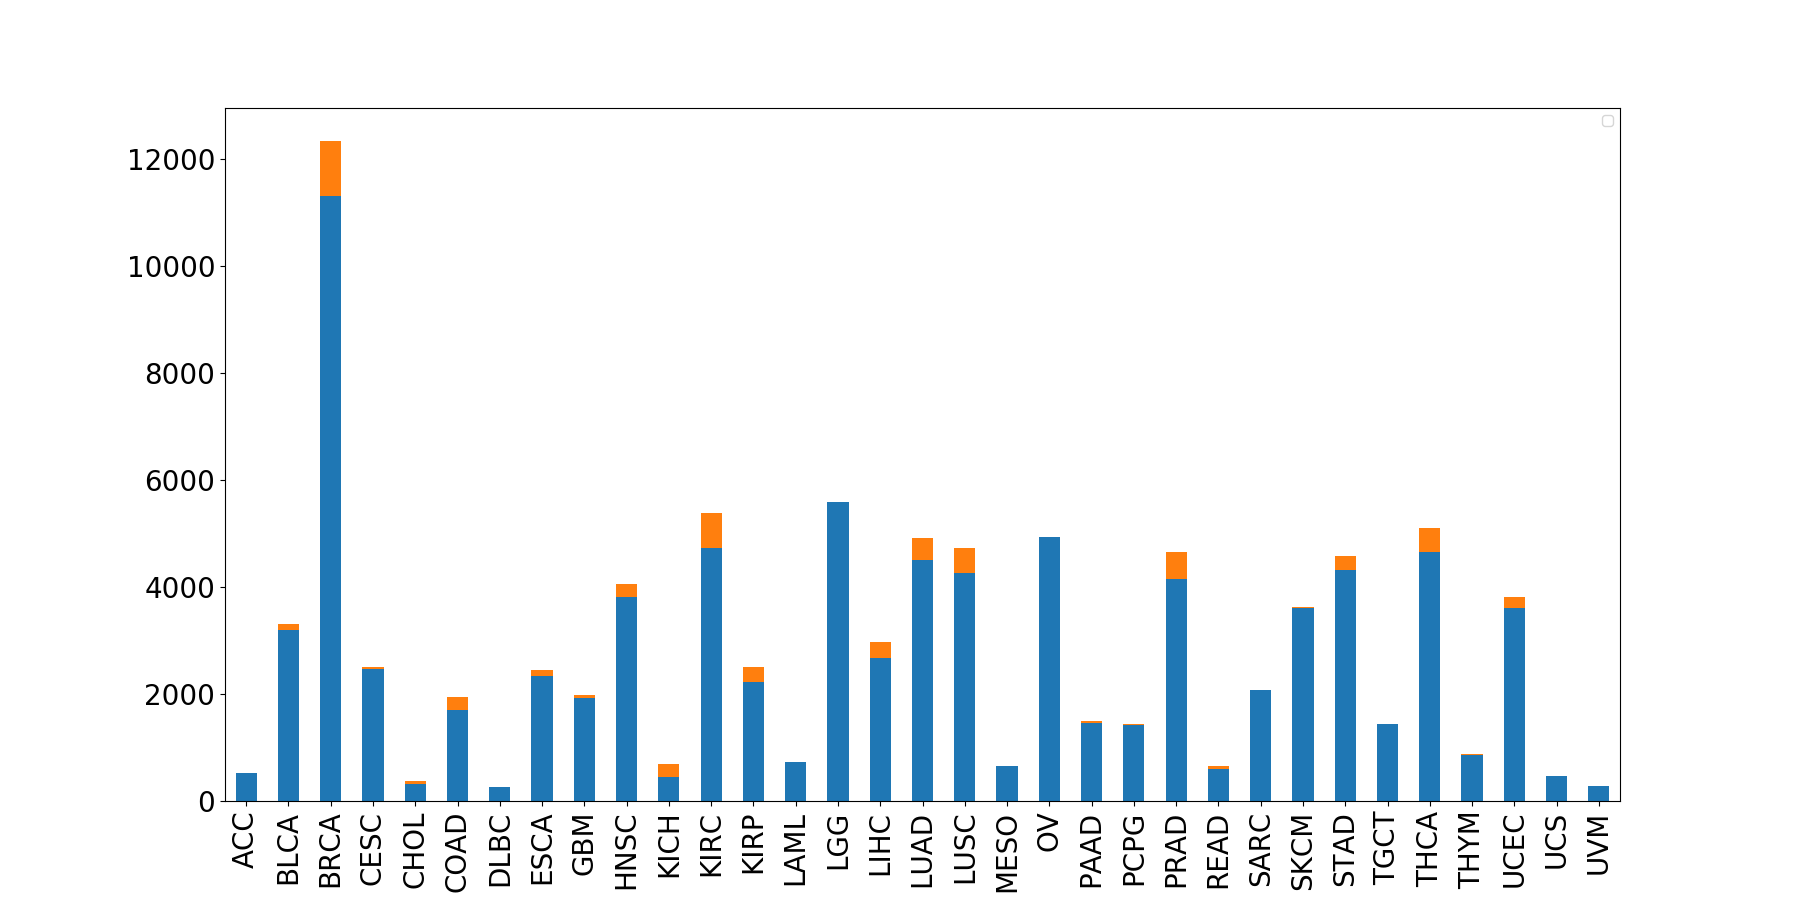 12000
10000
8000
6000
4000
2000
0
ACC
BLCA
BRCA
CESC
CHOL
COAD
DLBC
ESCA
GBM
HNSC
KICH
KIRC
KIRP
LAML
LGG
LIHC
LUAD
LUSC
MESO
OV
PAAD
PCPG
PRAD
READ
SARC
SKCM
STAD
TGCT
THCA
THYM
UCEC
UCS
UVM